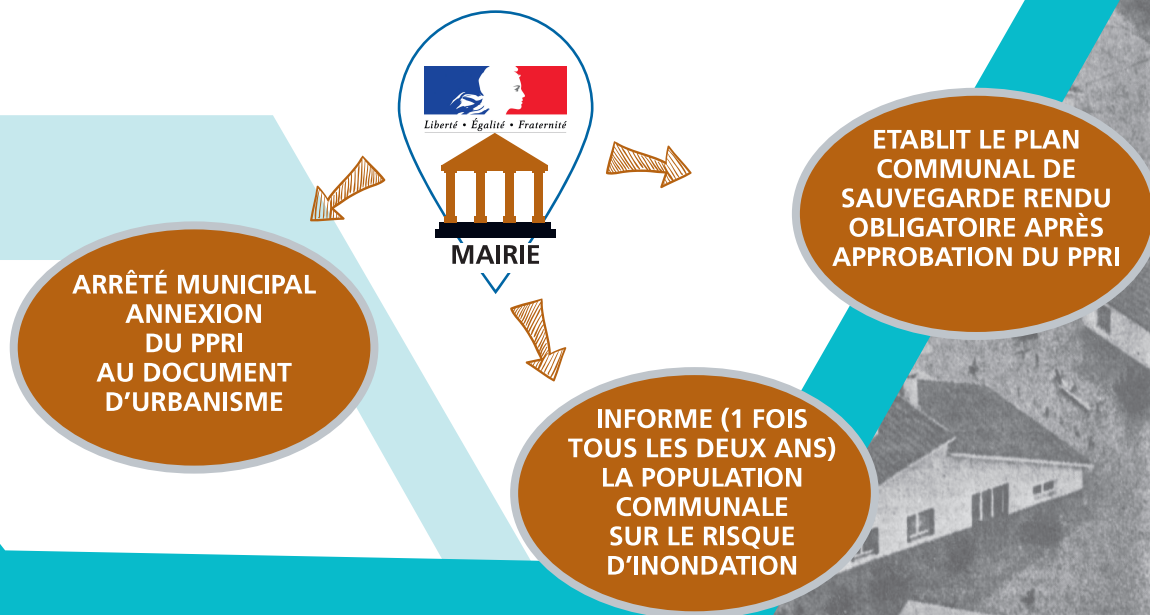 Liberté • Égalité • Fraternité
MAIRIE
ARRÊTÉ MUNICIPAL
ANNEXION
DU PPRI
AU DOCUMENT
D'URBANISME
INFORME (1 FOIS
TOUS LES DEUX ANS)
LA POPULATION
COMMUNALE
SUR LE RISQUE
D'INONDATION
ETABLIT LE PLAN
COMMUNAL DE
SAUVEGARDE RENDU
OBLIGATOIRE APRÈS
APPROBATION DU PPRI